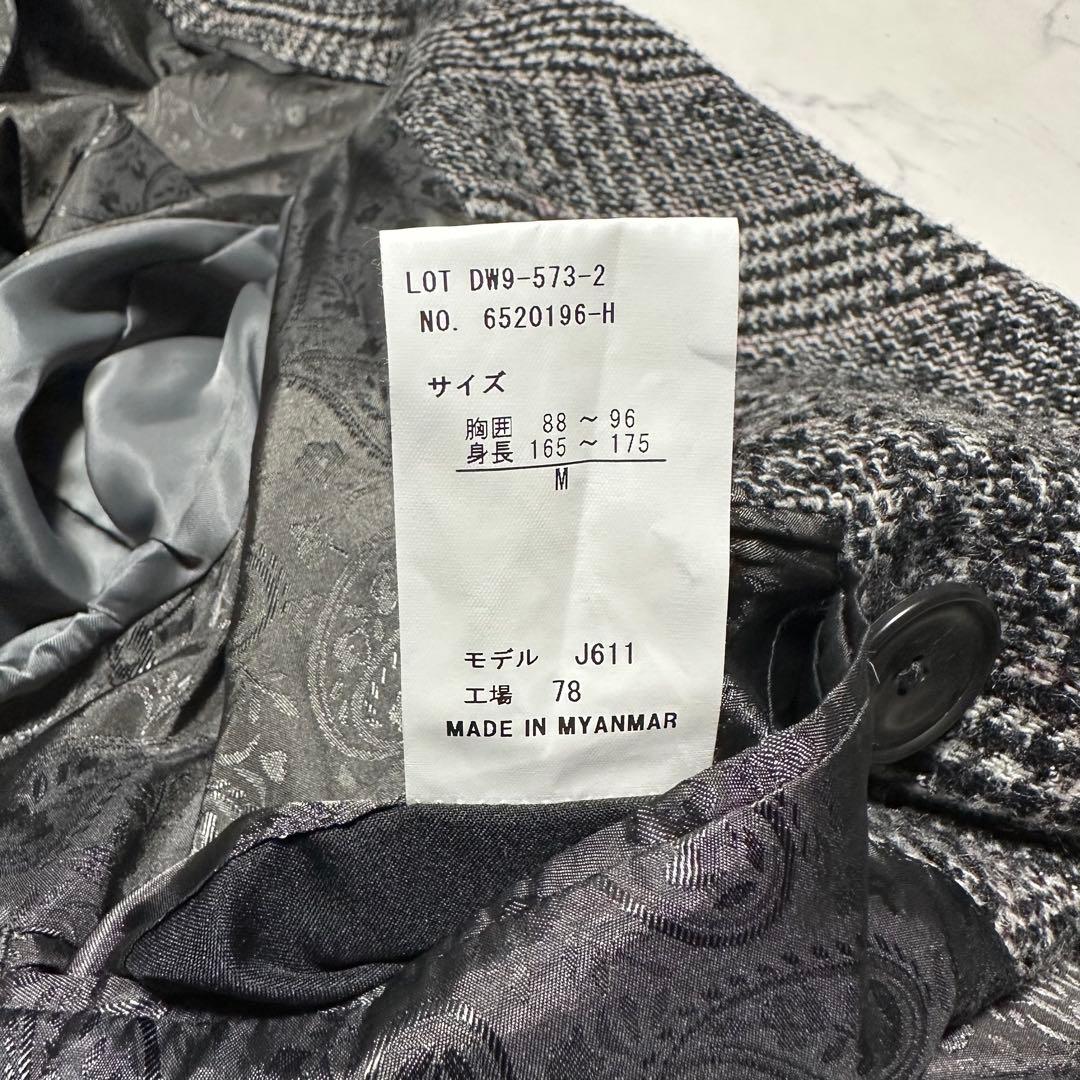 LOT DW9-573-2
NO. 6520196-H
サイズ
胸囲 88 ~ 96
身長 165 ~ 175
M
モデル J611
工場 78
MADE IN MYANMAR